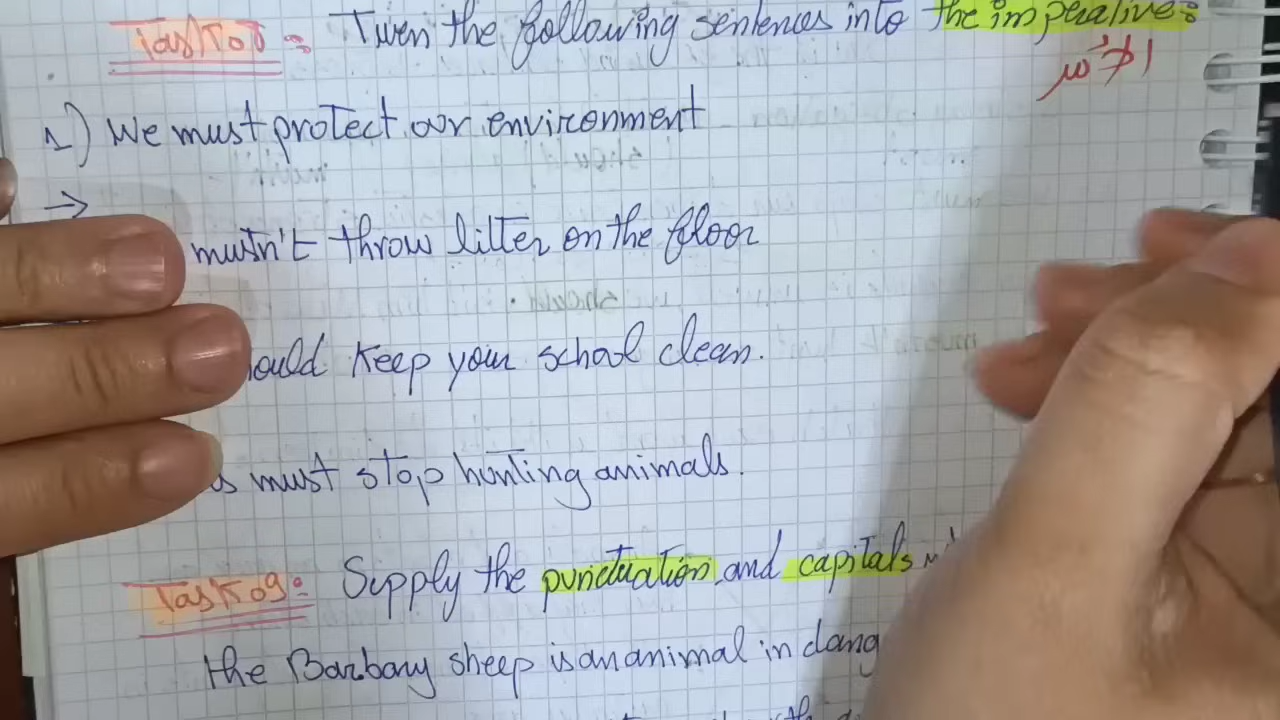 Task 08: Turn the following sentences into the imperative:
الأمر
1) We must protect our environment
→
mustn't throw litter on the floor
ould keep your school clean.
s must stop hunting animals.
Task 09: Supply the punctuation and capitals
the Barbary sheep is an animal in dang